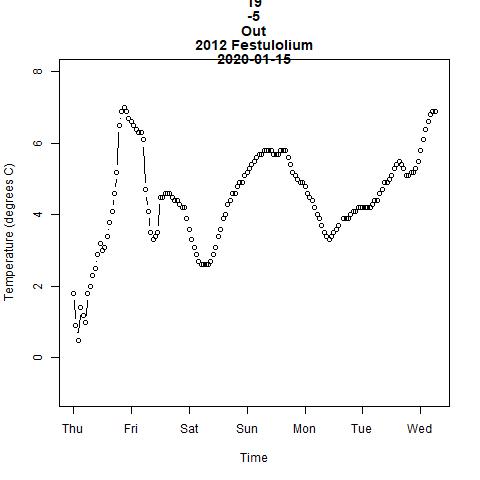 19
-5
Out
2012 Festulolium
2020-01-15
Temperature (degrees C)
8
6
4
2
0
Thu Fri Sat Sun Mon Tue Wed
Time